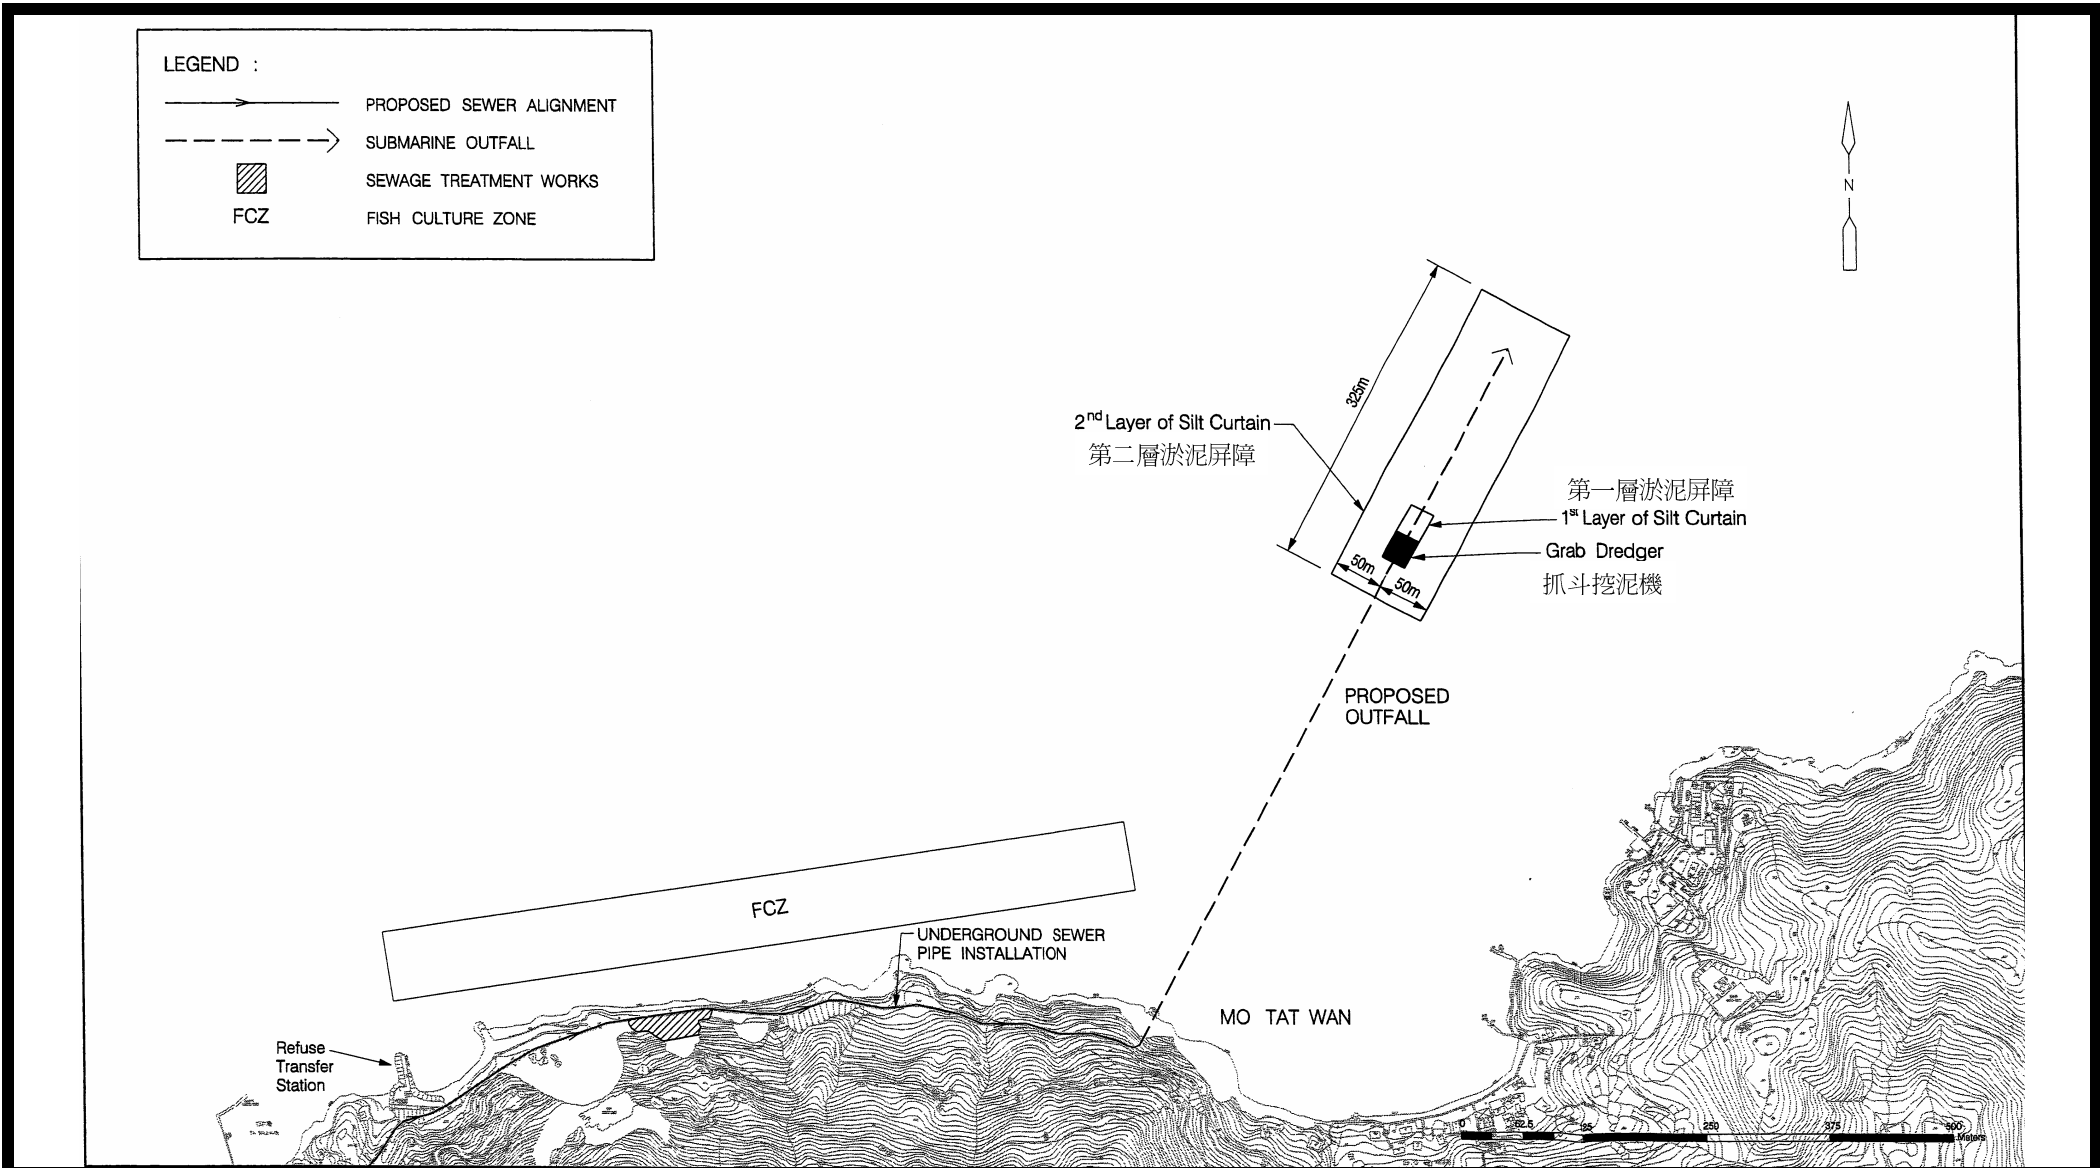 LEGEND :
PROPOSED SEWER ALIGNMENT
SUBMARINE OUTFALL
SEWAGE TREATMENT WORKS
FCZ FISH CULTURE ZONE
N
325m
2nd Layer of Silt Curtain
第二層淤泥屏障
第一層淤泥屏障
1st Layer of Silt Curtain
Grab Dredger
抓斗挖泥機
50m
50m
PROPOSED
OUTFALL
FCZ
UNDERGROUND SEWER
PIPE INSTALLATION
MO TAT WAN
Refuse
Transfer
Station
0 62.5 250 375 500
Meters